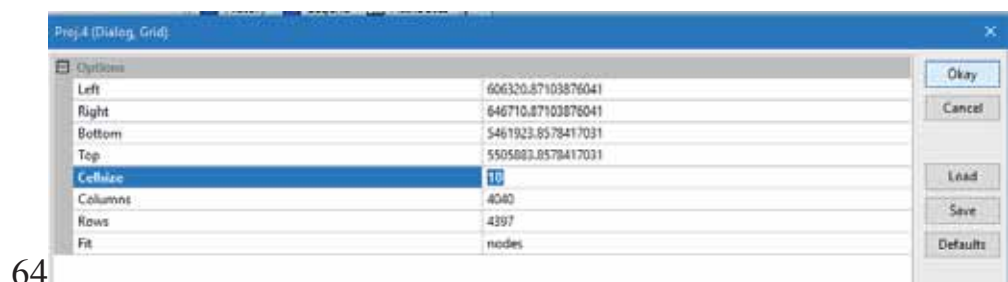 Proj.4 (Dialog, Grid)
Options
Okay
Left 606320.87103876041
Right 646710.87103876041
Cancel
Bottom 5461923.8578417031
Top 5505883.8578417031
Cellsize 10
Load
Columns 4040
Rows 4397
Save
Fit nodes
Defaults
64